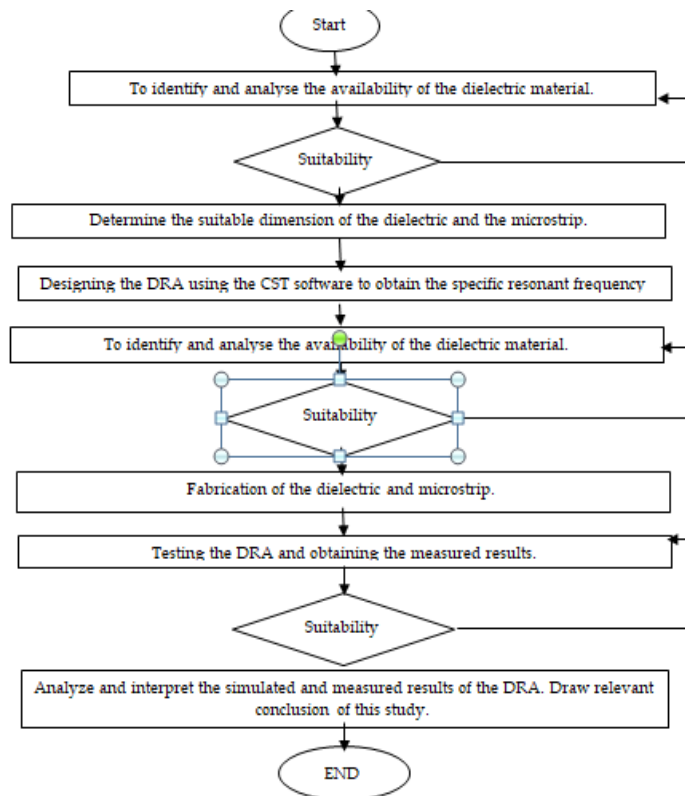 Start
To identify and analyse the availability of the dielectric material.
Suitability
Determine the suitable dimension of the dielectric and the microstrip.
Designing the DRA using the CST software to obtain the specific resonant frequency
To identify and analyse the availability of the dielectric material.
Suitability
Fabrication of the dielectric and microstrip.
Testing the DRA and obtaining the measured results.
Suitability
Analyze and interpret the simulated and measured results of the DRA. Draw relevant
conclusion of this study.
END